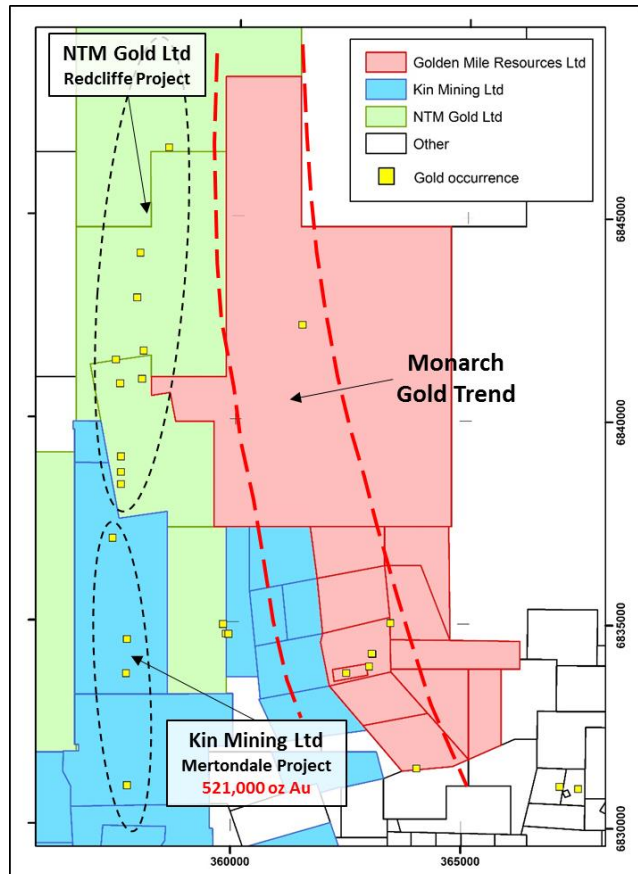 NTM Gold Ltd
Redcliffe Project
Golden Mile Resources Ltd
Kin Mining Ltd
NTM Gold Ltd
Other
Gold occurrence
6845000
Monarch
Gold Trend
6840000
6835000
Kin Mining Ltd
Mertondale Project
521,000 oz Au
6830000
360000
365000